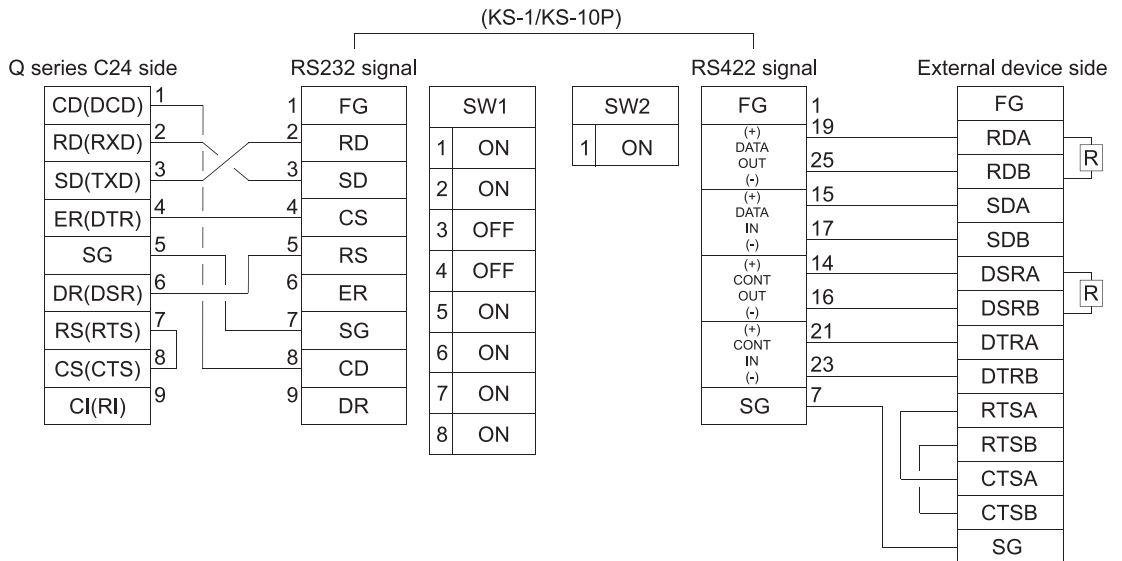 (KS-1/KS-10P)
Q series C24 side
CD(DCD) 1
RD(RXD) 2
SD(TXD) 3
ER(DTR) 4
SG 5
DR(DSR) 6
RS(RTS) 7
CS(CTS) 8
CI(RI) 9
RS232 signal
1 FG
2 RD
3 SD
4 CS
5 RS
6 ER
7 SG
8 CD
9 DR
SW1
1 ON
2 ON
3 OFF
4 OFF
5 ON
6 ON
7 ON
8 ON
SW2
1 ON
RS422 signal
FG 1
(+) 19
DATA
OUT 25
(-)
(+) 15
DATA
IN 17
(-)
(+) 14
CONT
OUT 16
(-)
(+) 21
CONT
IN 23
(-)
SG 7
External device side
FG
RDA
R
RDB
SDA
SDB
DSRA
R
DSRB
DTRA
DTRB
RTSA
RTSB
CTSA
CTSB
SG